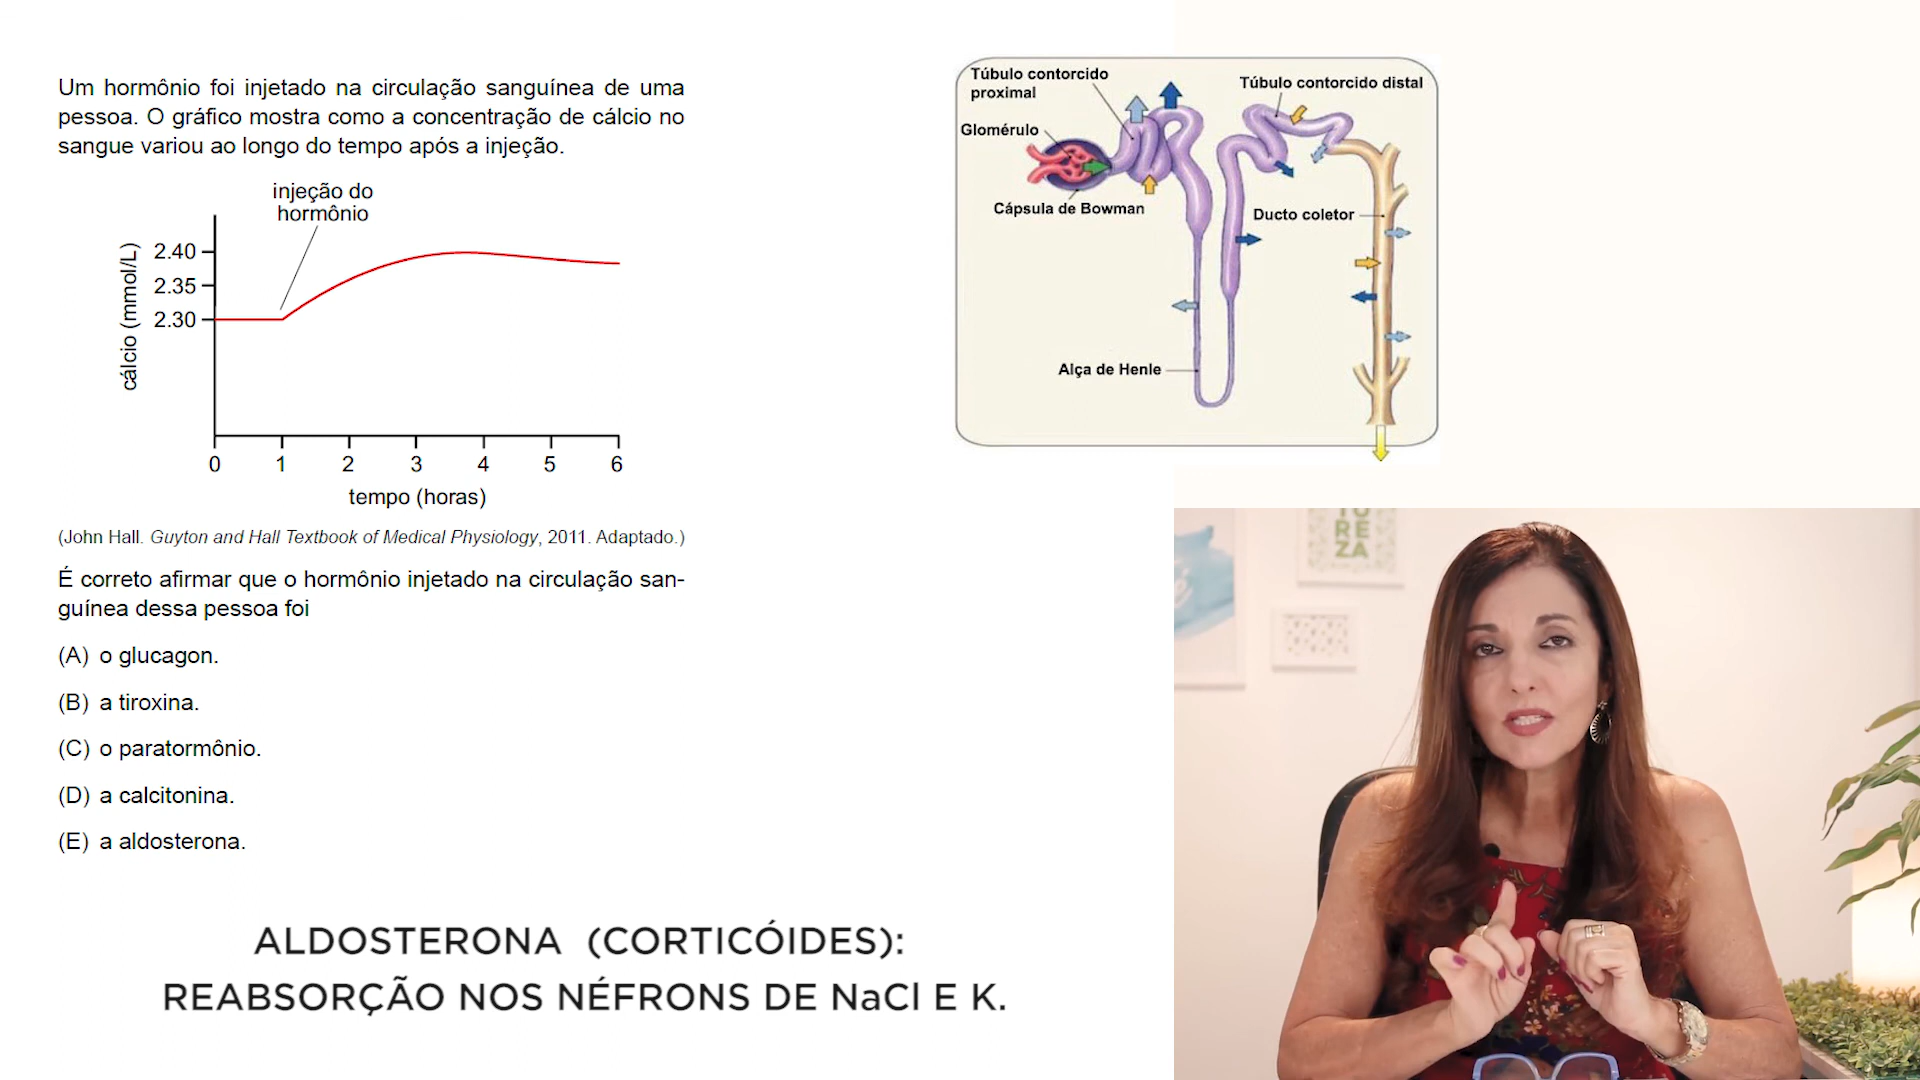 Um hormônio foi injetado na circulação sanguínea de uma
pessoa. O gráfico mostra como a concentração de cálcio no
sangue variou ao longo do tempo após a injeção.
injeção do
hormônio
cálcio (mmol/L)
2.40
2.35
2.30
0 1 2 3 4 5 6
tempo (horas)
(John Hall. Guyton and Hall Textbook of Medical Physiology, 2011. Adaptado.)
É correto afirmar que o hormônio injetado na circulação san-
guínea dessa pessoa foi
(A) o glucagon.
(B) a tiroxina.
(C) o paratormônio.
(D) a calcitonina.
(E) a aldosterona.
ALDOSTERONA (CORTICÓIDES):
REABSORÇÃO NOS NÉFRONS DE NaCl E K.
Túbulo contorcido
proximal
Túbulo contorcido distal
Glomérulo
Cápsula de Bowman
Ducto coletor
Alça de Henle
RE
ZA